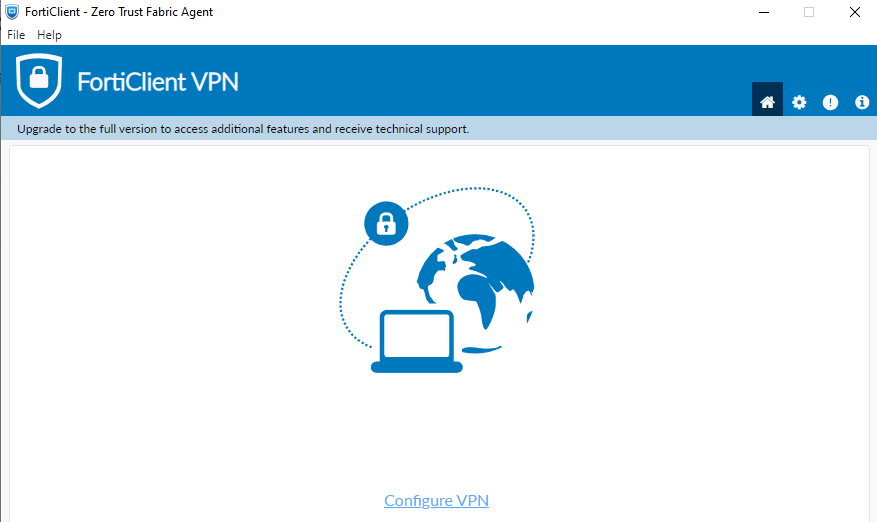 FortiClient - Zero Trust Fabric Agent
File Help
FortiClient VPN
Upgrade to the full version to access additional features and receive technical support.
Configure VPN